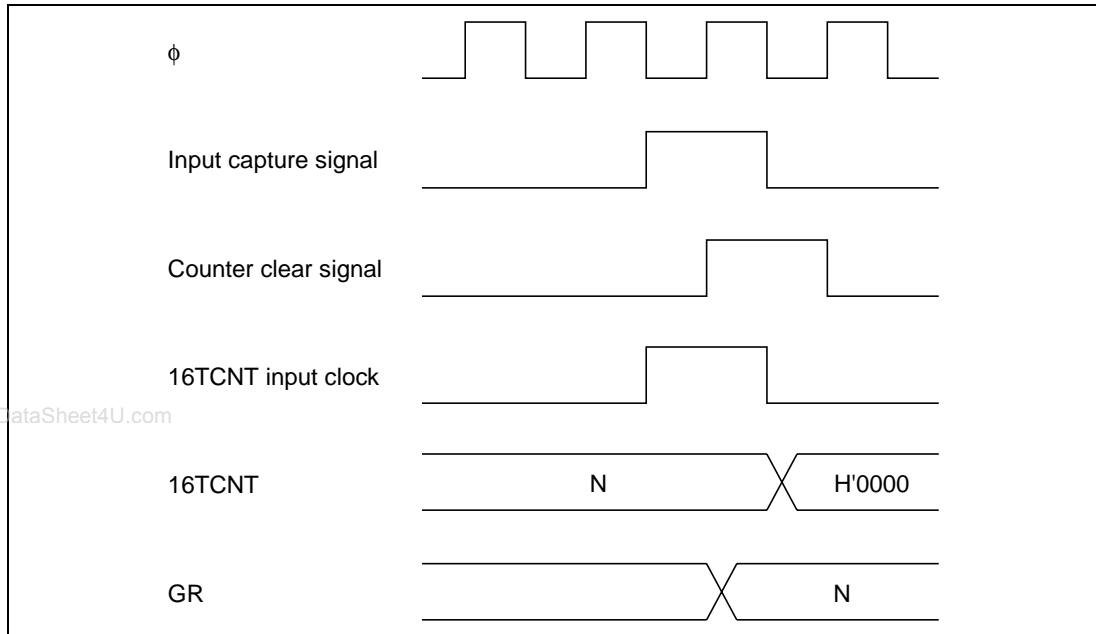 ϕ
Input capture signal
Counter clear signal
16TCNT input clock
DataSheet4U.com
16TCNT N H'0000
GR N